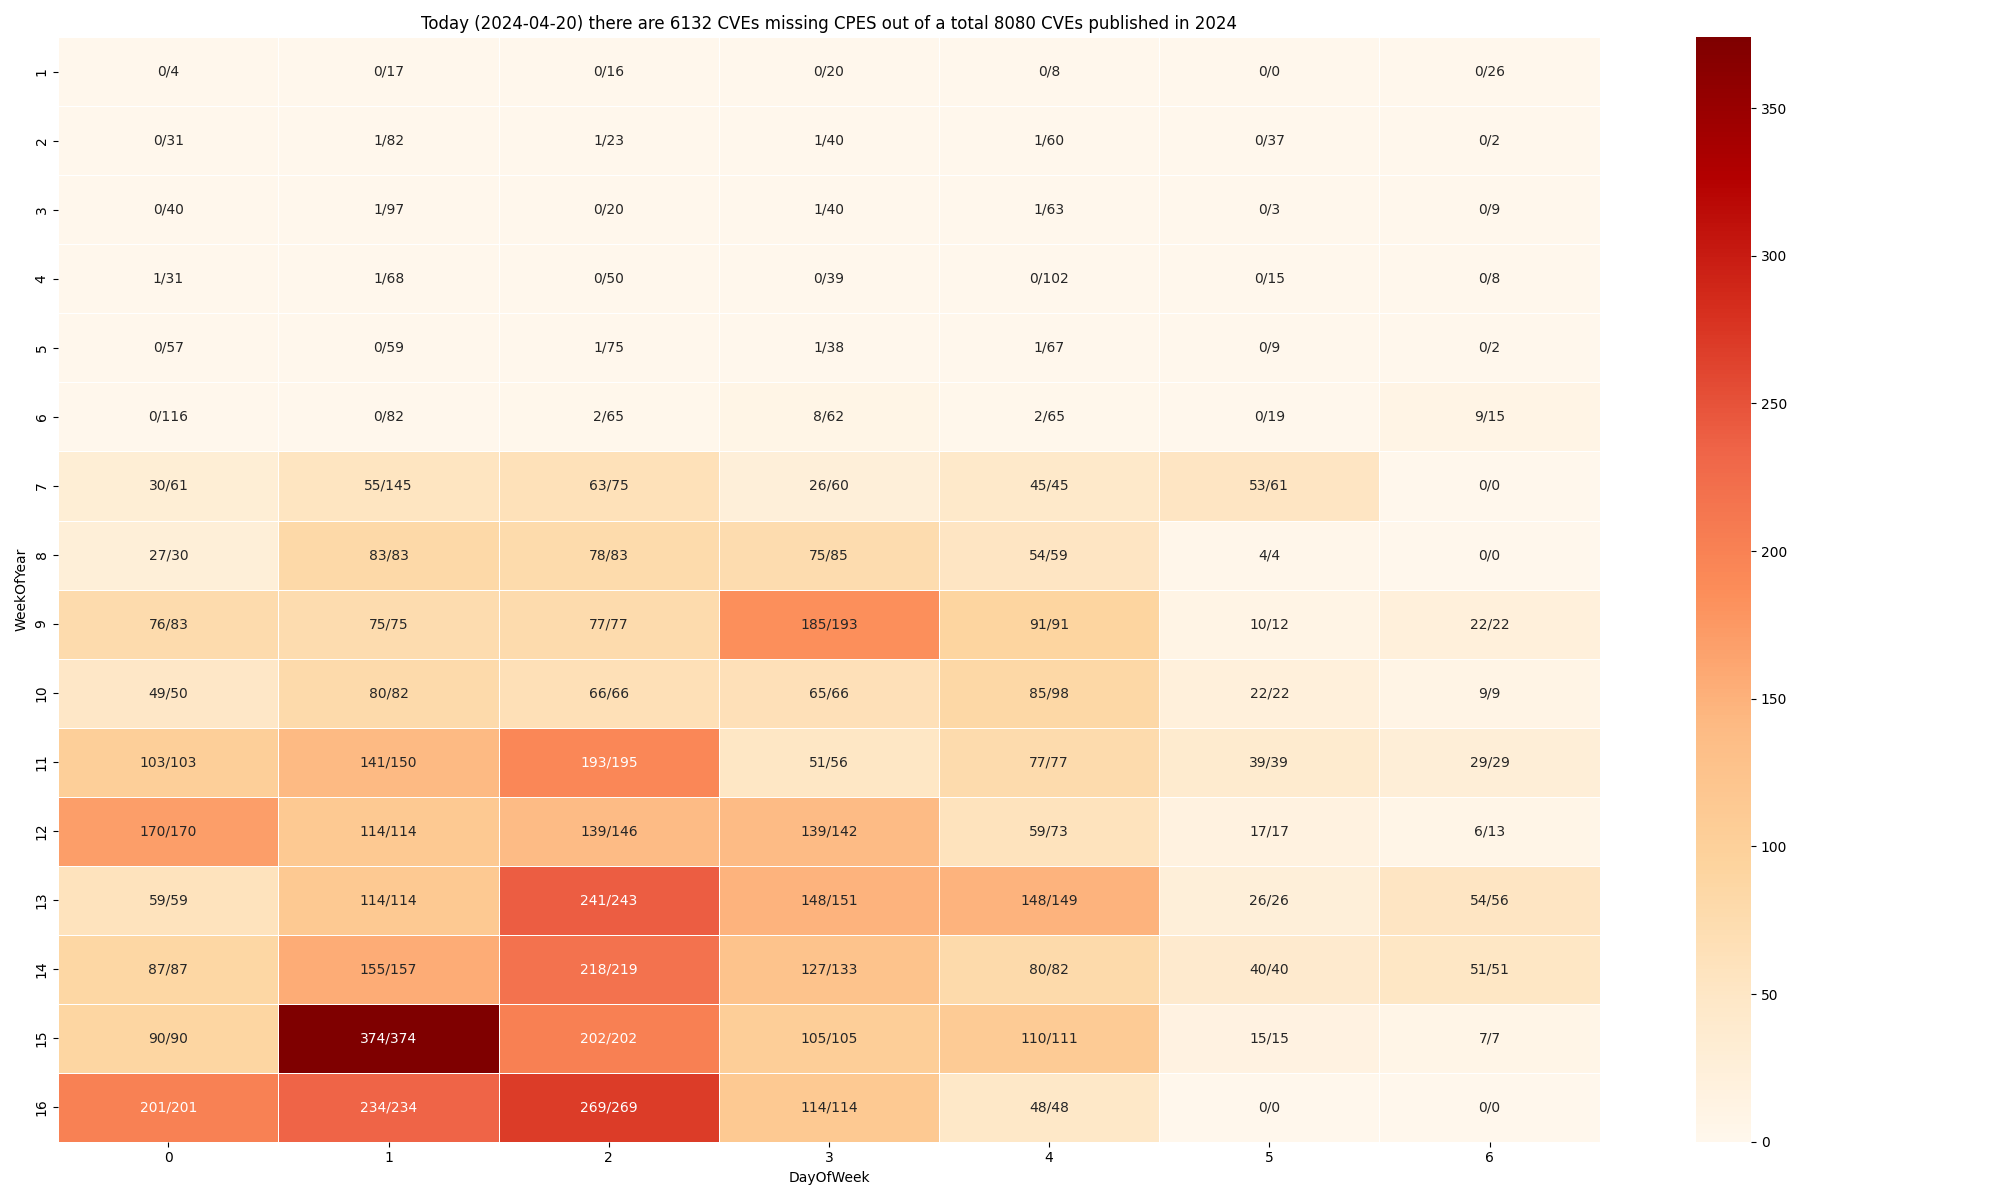 Today (2024-04-20) there are 6132 CVEs missing CPES out of a total 8080 CVEs published in 2024
1 0/4 0/17 0/16 0/20 0/8 0/0 0/26
2 0/31 1/82 1/23 1/40 1/60 0/37 0/2
3 0/40 1/97 0/20 1/40 1/63 0/3 0/9
4 1/31 1/68 0/50 0/39 0/102 0/15 0/8
5 0/57 0/59 1/75 1/38 1/67 0/9 0/2
6 0/116 0/82 2/65 8/62 2/65 0/19 9/15
7 30/61 55/145 63/75 26/60 45/45 53/61 0/0
8 27/30 83/83 78/83 75/85 54/59 4/4 0/0
9 76/83 75/75 77/77 185/193 91/91 10/12 22/22
10 49/50 80/82 66/66 65/66 85/98 22/22 9/9
11 103/103 141/150 193/195 51/56 77/77 39/39 29/29
12 170/170 114/114 139/146 139/142 59/73 17/17 6/13
13 59/59 114/114 241/243 148/151 148/149 26/26 54/56
14 87/87 155/157 218/219 127/133 80/82 40/40 51/51
15 90/90 374/374 202/202 105/105 110/111 15/15 7/7
16 201/201 234/234 269/269 114/114 48/48 0/0 0/0
0 1 2 3 4 5 6
DayOfWeek
WeekOfYear
350
300
250
200
150
100
50
0